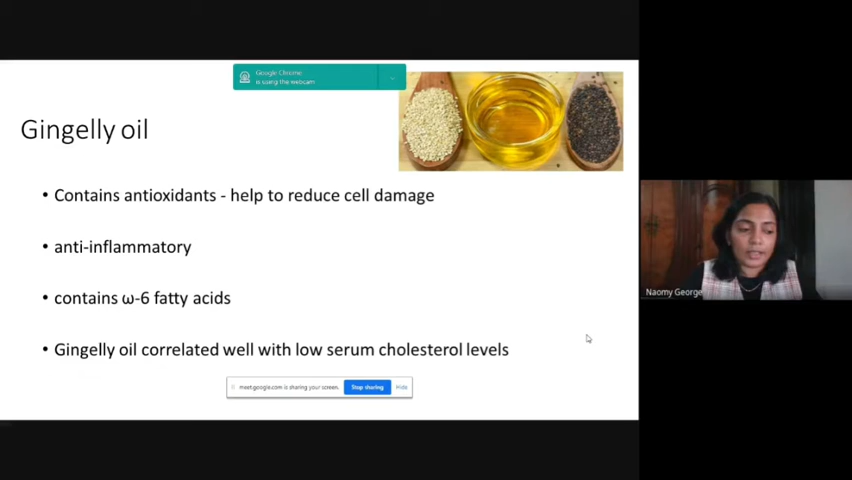 Google Chrome
is using the webcam
Gingelly oil
• Contains antioxidants - help to reduce cell damage
• anti-inflammatory
• contains ω-6 fatty acids
• Gingelly oil correlated well with low serum cholesterol levels
meet.google.com is sharing your screen.
Stop sharing
Hide
Naomy George